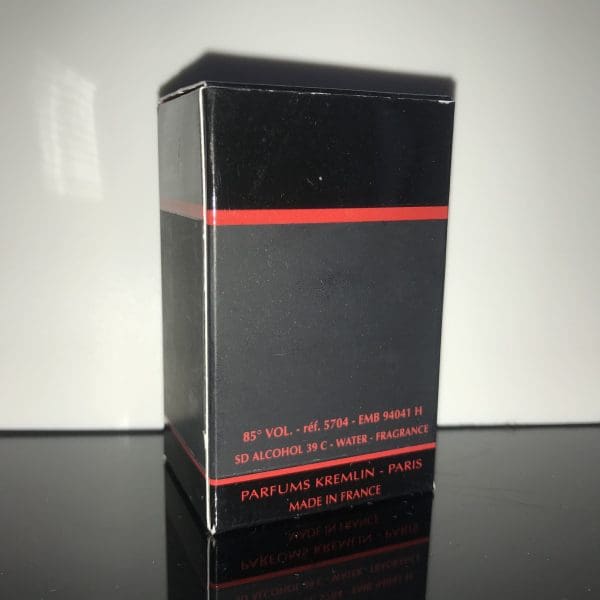 85° VOL. - réf. 5704 - EMB 94041 H
SD ALCOHOL 39 C - WATER - FRAGRANCE
PARFUMS KREMLIN - PARIS
MADE IN FRANCE